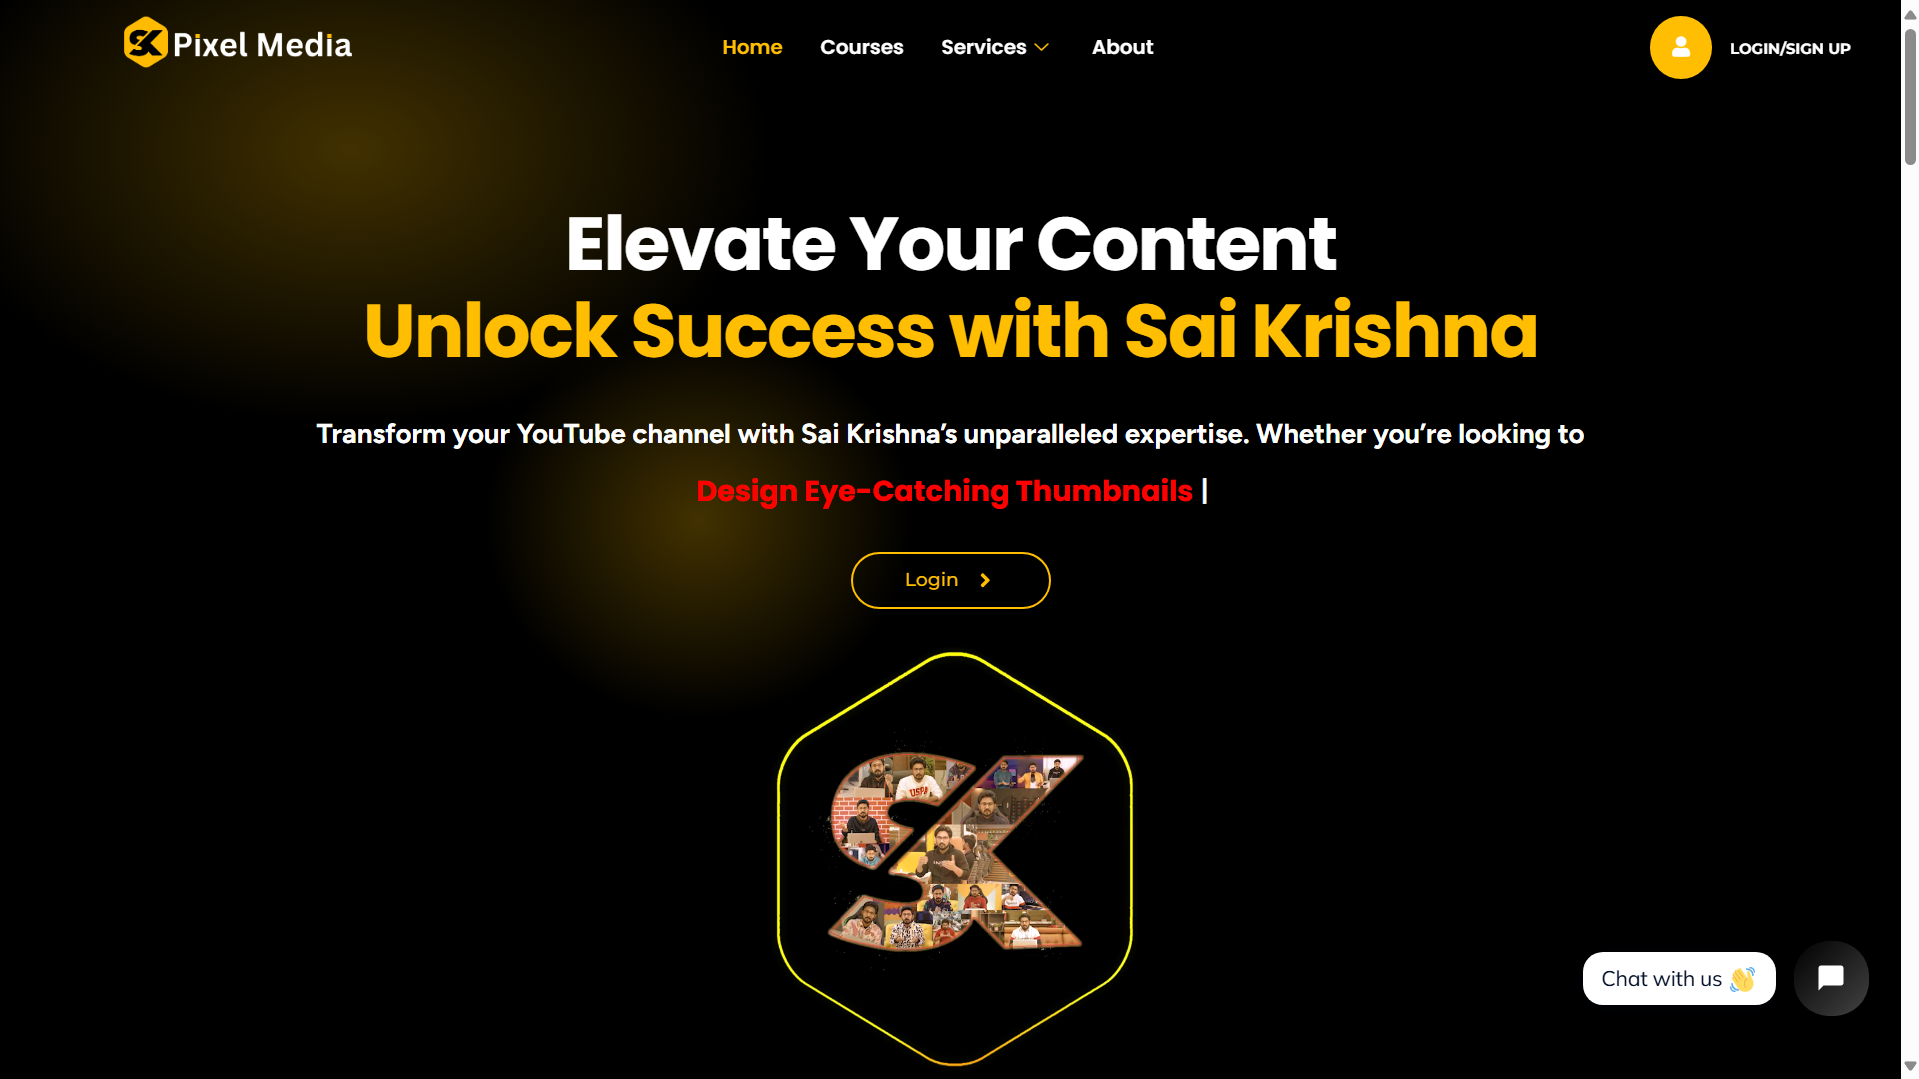 SK Pixel Media
Home
Courses
Services
About
LOGIN/SIGN UP
Elevate Your Content
Unlock Success with Sai Krishna
Transform your YouTube channel with Sai Krishna’s unparalleled expertise. Whether you’re looking to
Design Eye-Catching Thumbnails |
Login
SK
USPA
Chat with us 👋